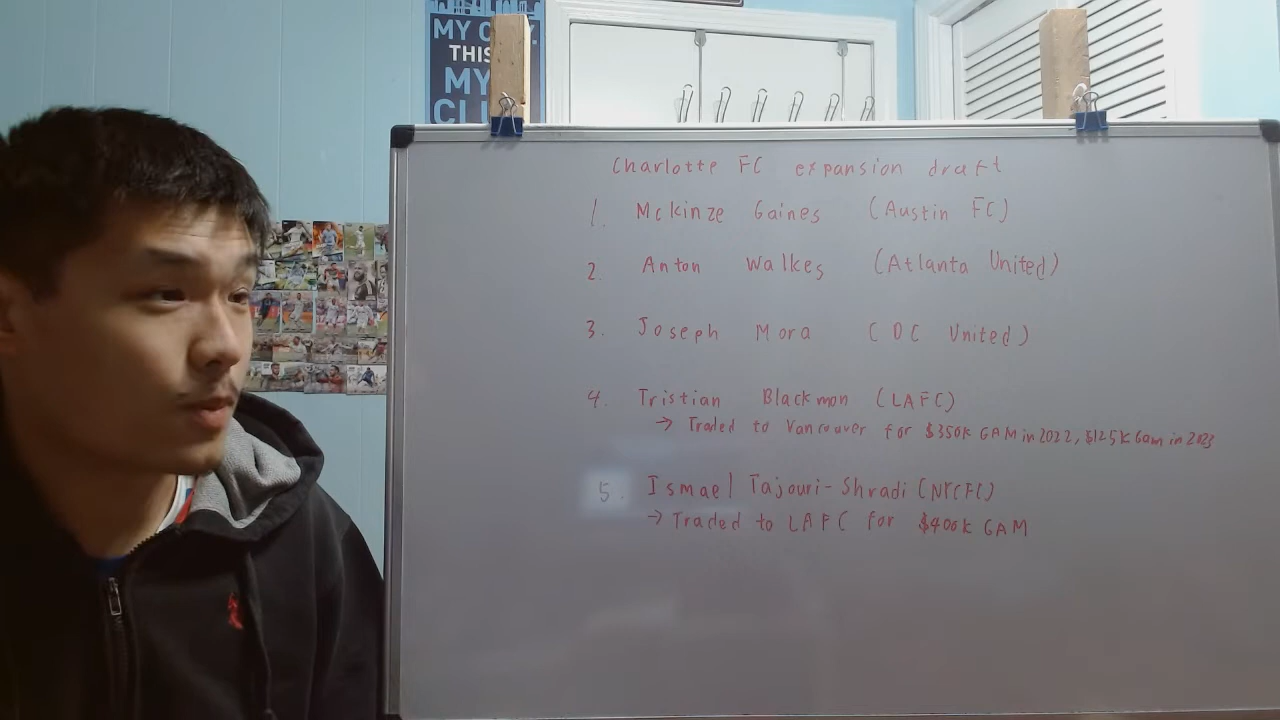 MY
THIS
MY
Charlotte FC expansion draft
1. Mckinze Gaines (Austin FC)
2. Anton Walkes (Atlanta United)
3. Joseph Mora (DC United)
4. Tristian Blackmon (LAFC)
→ Traded to Vancouver for $350k GAM in 2022, $125k Gam in 2023
5. Ismael Tajouri-Shradi (NYCFC)
→ Traded to LAFC for $400k GAM